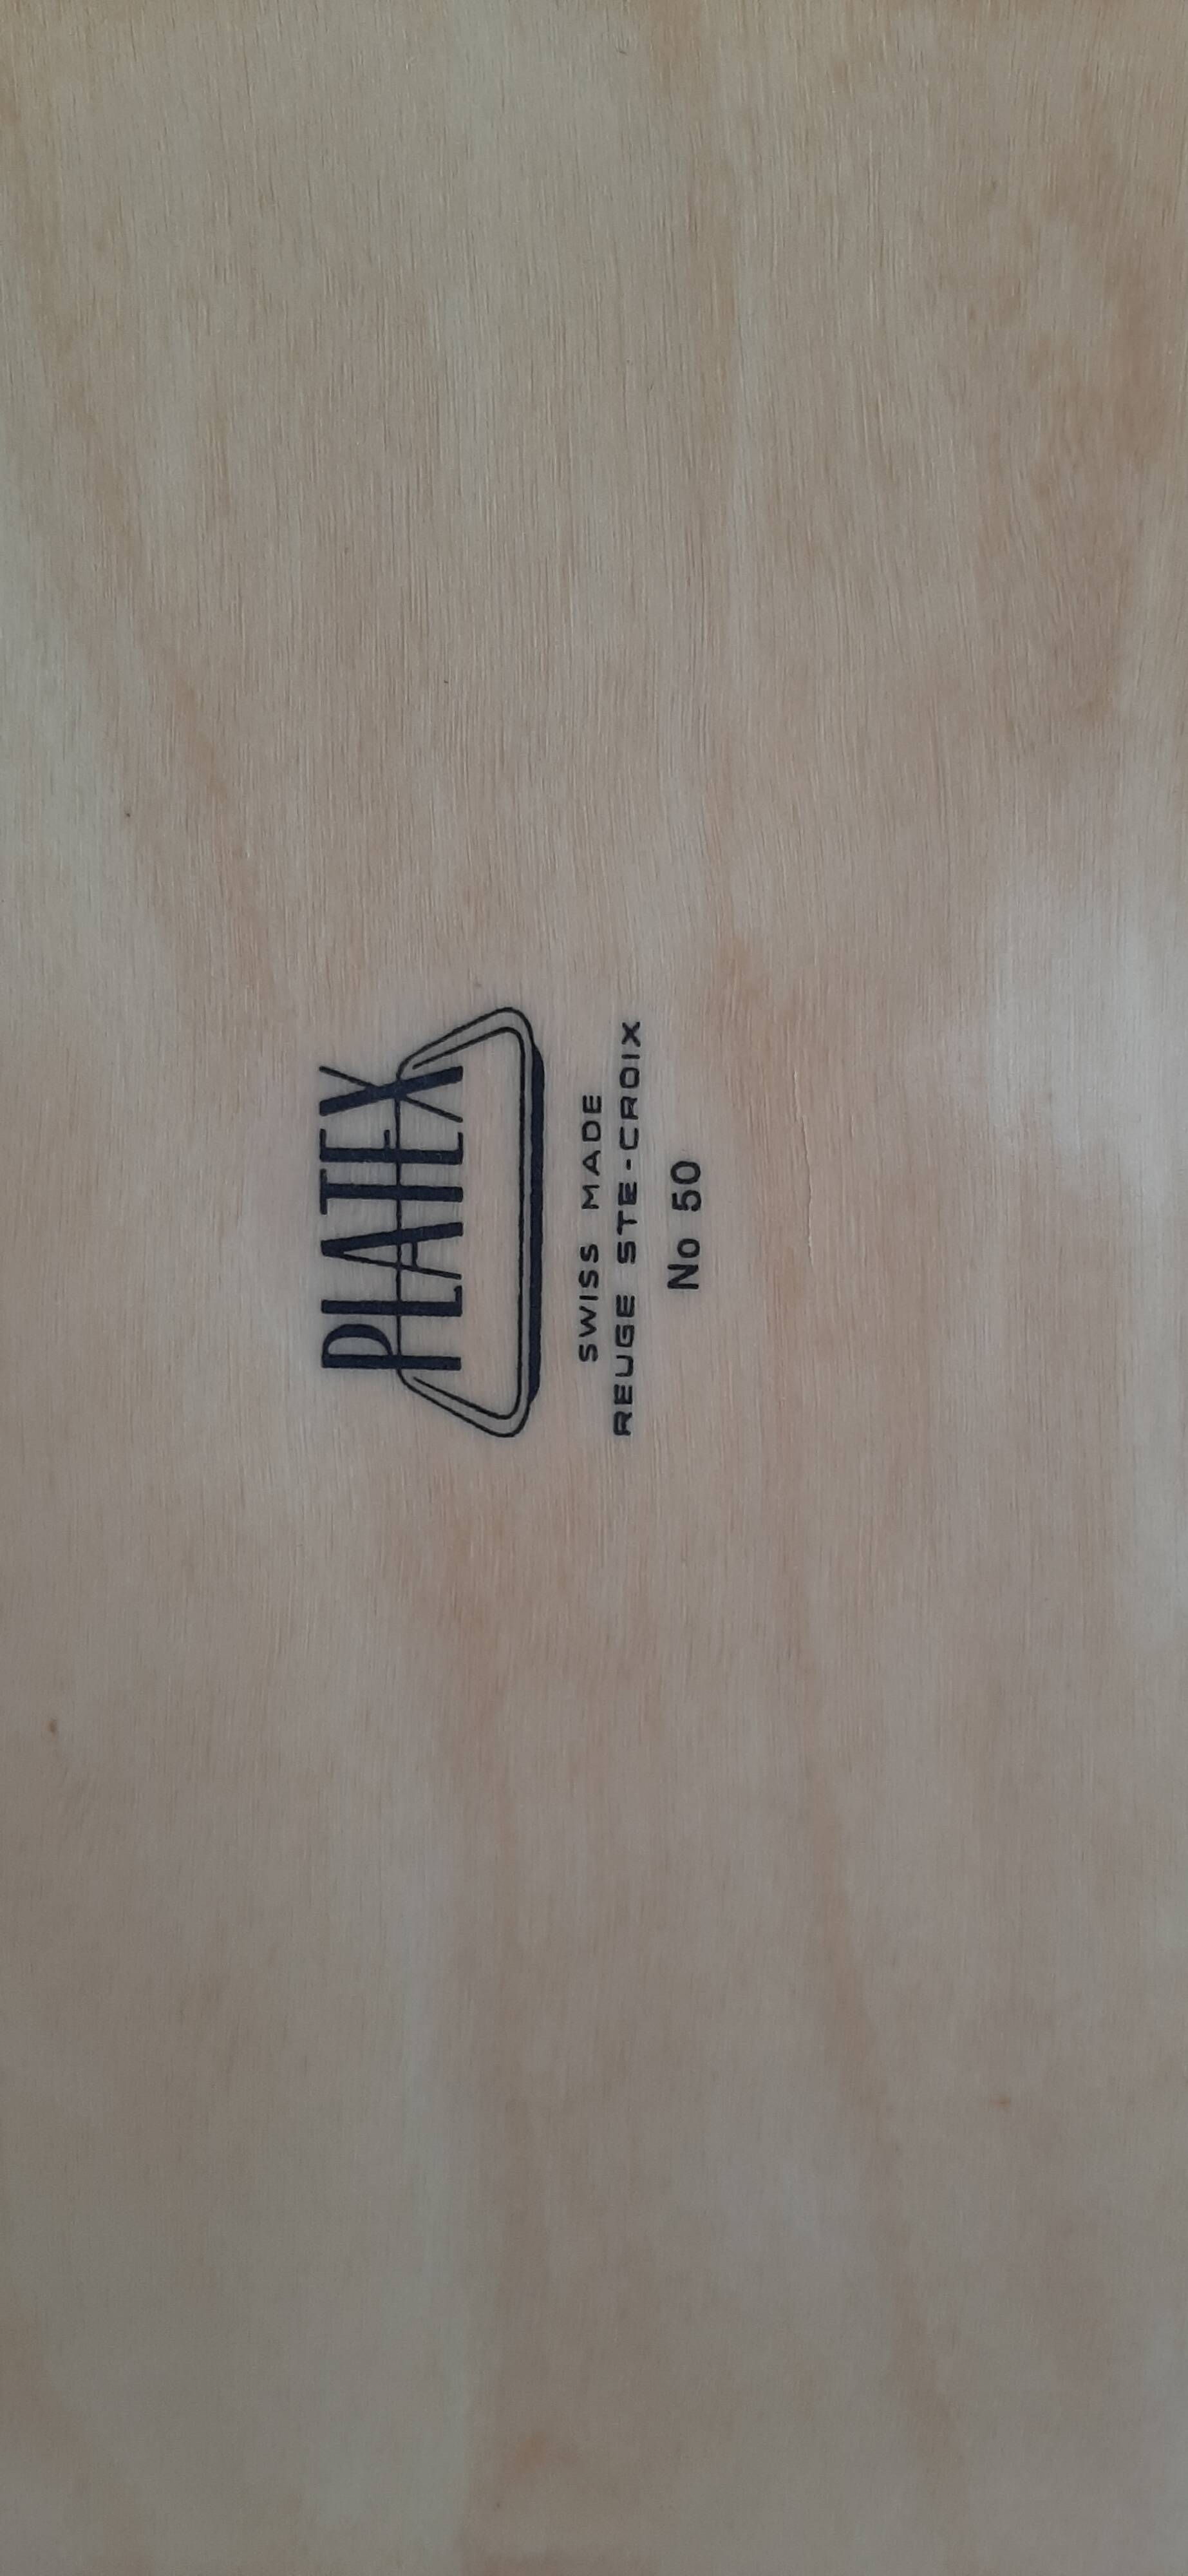 PLATEX
SWISS MADE
REUGE STE-CROIX
No 50